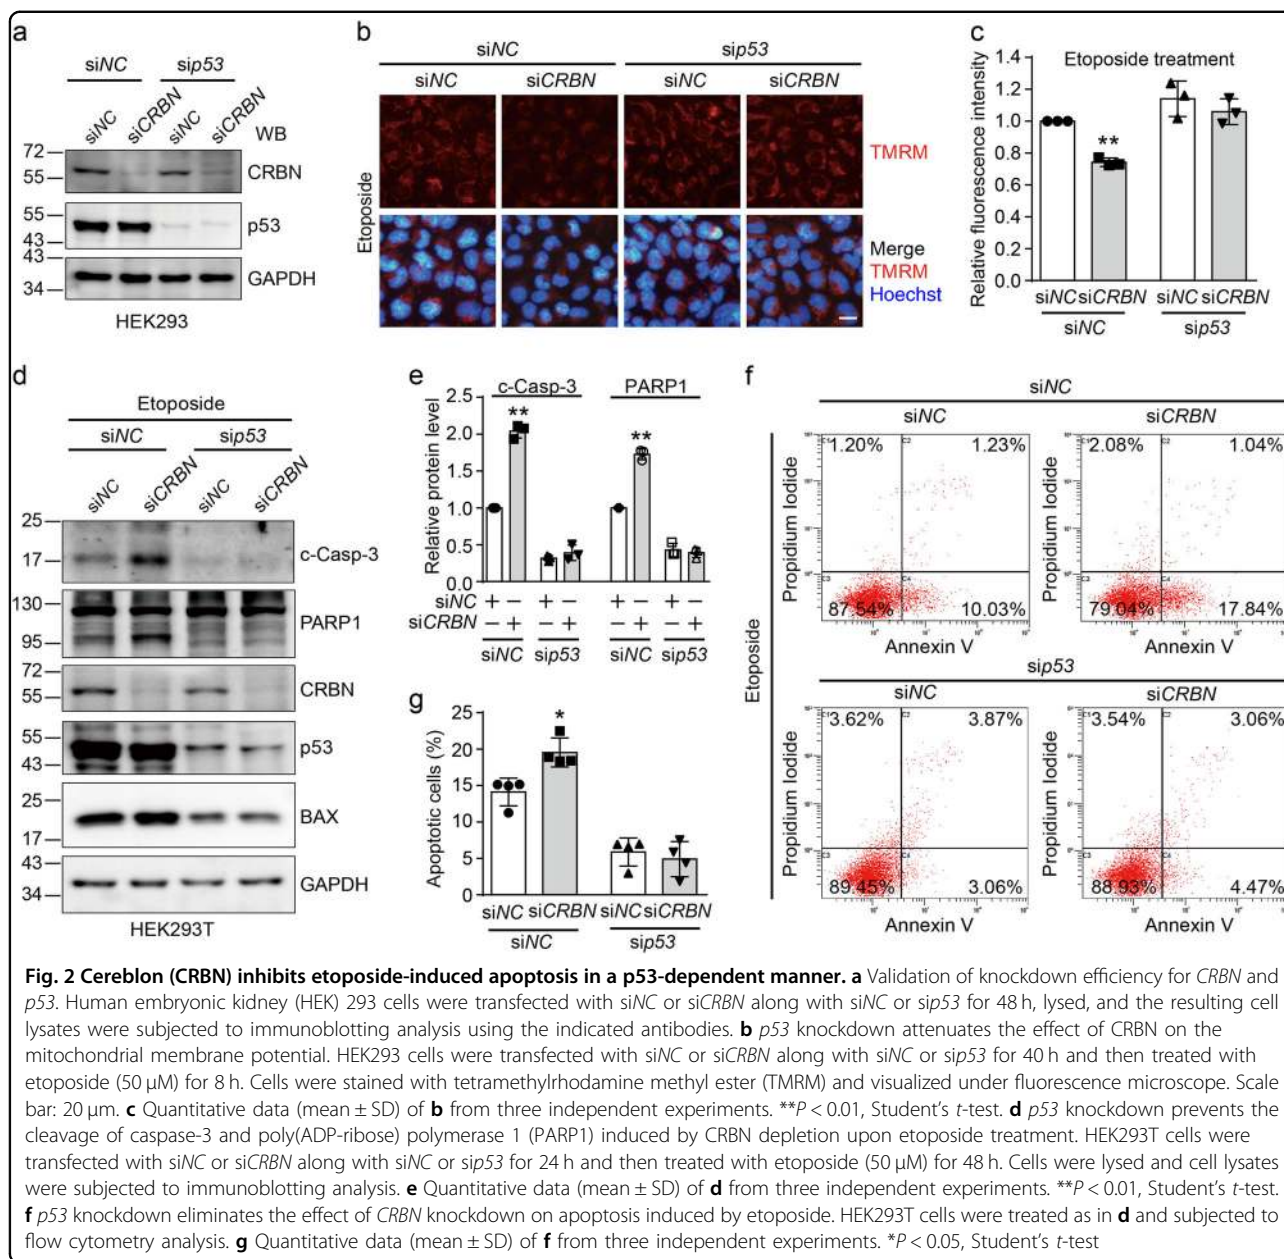 a
siNC sip53
siNC siCRBN siNC siCRBN WB
72
55
CRBN
55
43
p53
43
34
GAPDH
HEK293
b
siNC sip53
siNC siCRBN siNC siCRBN
Etoposide
TMRM
Merge
TMRM
Hoechst
c
Etoposide treatment
Relative fluorescence intensity
1.4
1.2
1.0
0.8
0.6
0.4
0.2
0.0
**
siNC siCRBN siNC siCRBN
siNC sip53
d
Etoposide
siNC sip53
siNC siCRBN siNC siCRBN
25
17
c-Casp-3
130
95
PARP1
72
55
CRBN
55
43
p53
25
17
BAX
43
34
GAPDH
HEK293T
e
c-Casp-3 PARP1
Relative protein level
2.5
2.0
1.5
1.0
0.5
0.0
** **
siNC + − + − + − + −
siCRBN − + − + − + − +
siNC sip53 siNC sip53
f
siNC
siNC siCRBN
Etoposide
Propidium Iodide
1.20% 1.23%
87.54% 10.03%
Annexin V
Propidium Iodide
2.08% 1.04%
79.04% 17.84%
Annexin V
sip53
siNC siCRBN
Propidium Iodide
3.62% 3.87%
89.45% 3.06%
Annexin V
Propidium Iodide
3.54% 3.06%
88.93% 4.47%
Annexin V
g
Apoptotic cells (%)
25
20
15
10
5
0
*
siNC siCRBN siNC siCRBN
siNC sip53
Fig. 2 Cereblon (CRBN) inhibits etoposide-induced apoptosis in a p53-dependent manner. a Validation of knockdown efficiency for CRBN and
p53. Human embryonic kidney (HEK) 293 cells were transfected with siNC or siCRBN along with siNC or sip53 for 48 h, lysed, and the resulting cell
lysates were subjected to immunoblotting analysis using the indicated antibodies. b p53 knockdown attenuates the effect of CRBN on the
mitochondrial membrane potential. HEK293 cells were transfected with siNC or siCRBN along with siNC or sip53 for 40 h and then treated with
etoposide (50 μM) for 8 h. Cells were stained with tetramethylrhodamine methyl ester (TMRM) and visualized under fluorescence microscope. Scale
bar: 20 μm. c Quantitative data (mean ± SD) of b from three independent experiments. **P < 0.01, Student's t-test. d p53 knockdown prevents the
cleavage of caspase-3 and poly(ADP-ribose) polymerase 1 (PARP1) induced by CRBN depletion upon etoposide treatment. HEK293T cells were
transfected with siNC or siCRBN along with siNC or sip53 for 24 h and then treated with etoposide (50 μM) for 48 h. Cells were lysed and cell lysates
were subjected to immunoblotting analysis. e Quantitative data (mean ± SD) of d from three independent experiments. **P < 0.01, Student's t-test.
f p53 knockdown eliminates the effect of CRBN knockdown on apoptosis induced by etoposide. HEK293T cells were treated as in d and subjected to
flow cytometry analysis. g Quantitative data (mean ± SD) of f from three independent experiments. *P < 0.05, Student's t-test